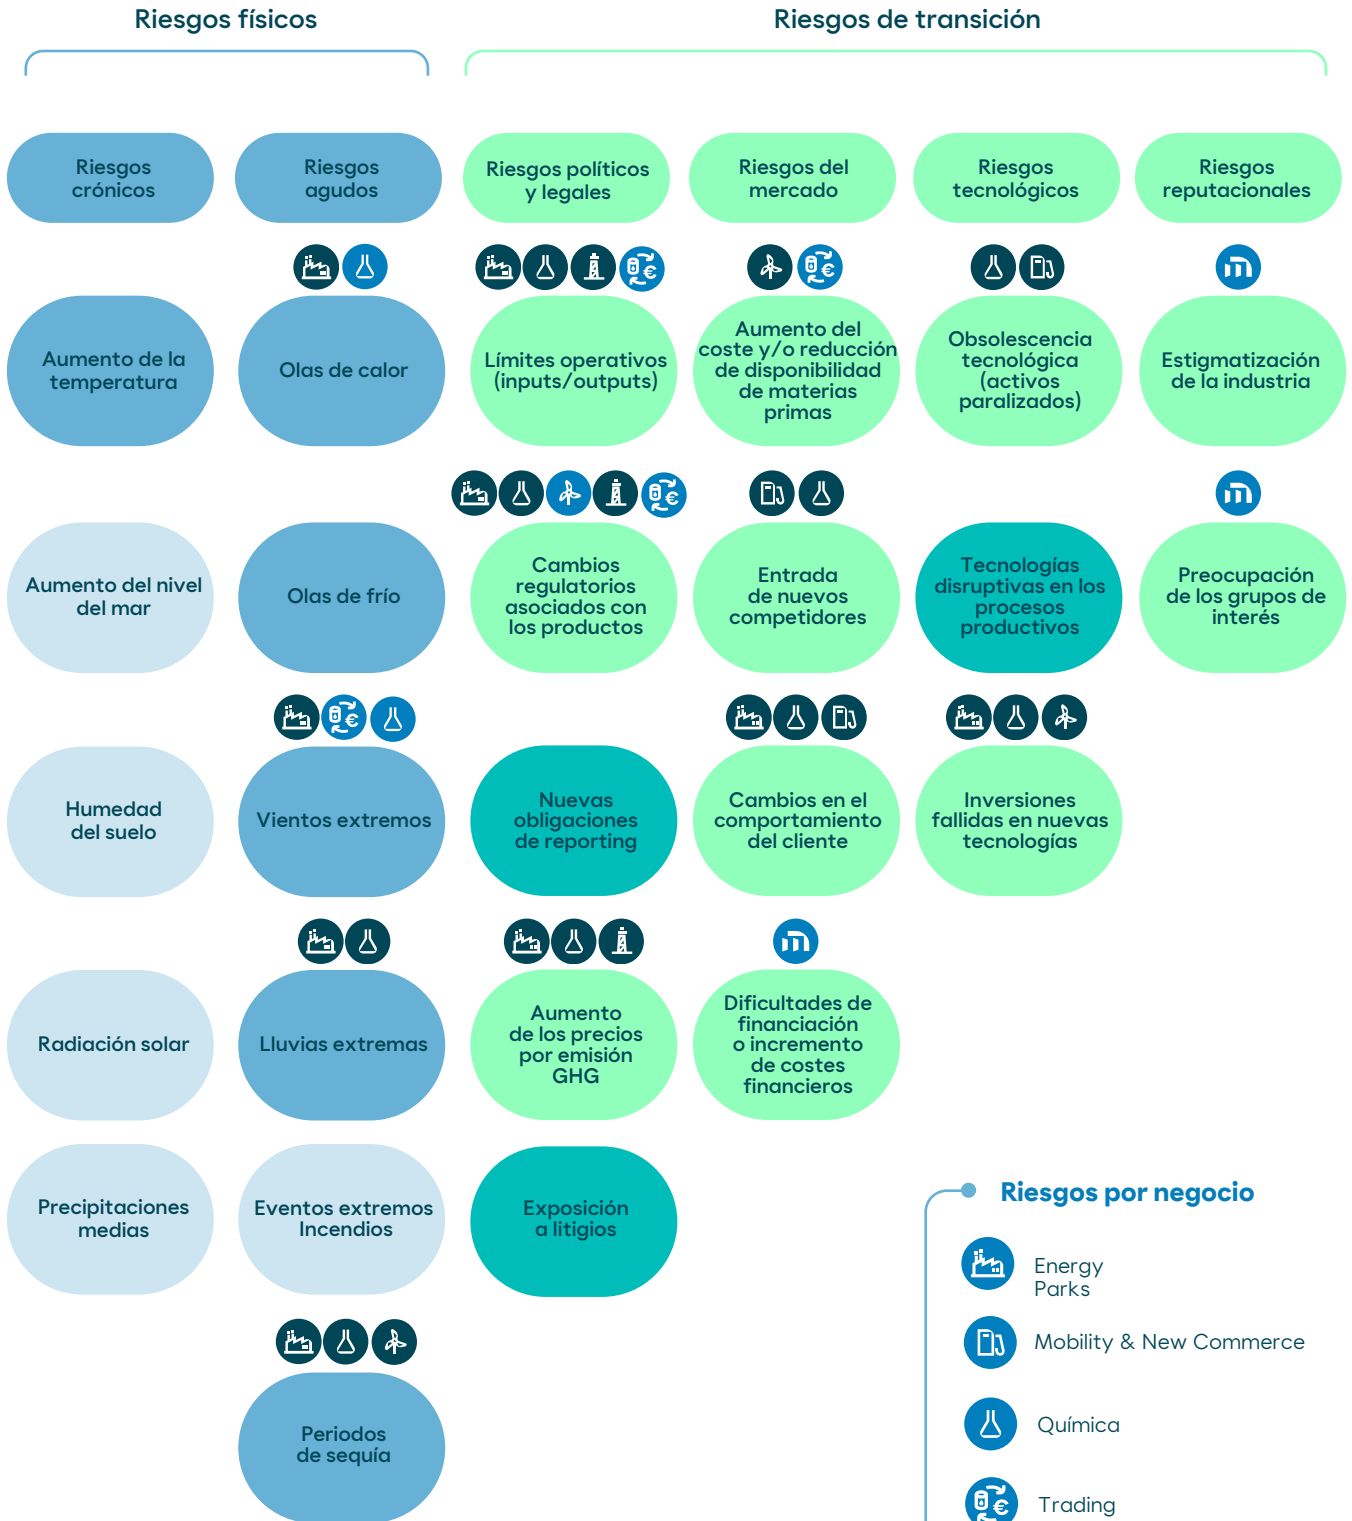 Riesgos físicos
Riesgos de transición
Riesgos
crónicos
Riesgos
agudos
Riesgos políticos
y legales
Riesgos del
mercado
Riesgos
tecnológicos
Riesgos
reputacionales
Aumento de la
temperatura
Olas de calor
Límites operativos
(inputs/outputs)
Aumento del
coste y/o reducción
de disponibilidad
de materias
primas
Obsolescencia
tecnológica
(activos
paralizados)
Estigmatización
de la industria
Aumento del nivel
del mar
Olas de frío
Cambios
regulatorios
asociados con
los productos
Entrada
de nuevos
competidores
Tecnologías
disruptivas en los
procesos
productivos
Preocupación
de los grupos de
interés
Humedad
del suelo
Vientos extremos
Nuevas
obligaciones
de reporting
Cambios en el
comportamiento
del cliente
Inversiones
fallidas en nuevas
tecnologías
Radiación solar
Lluvias extremas
Aumento
de los precios
por emisión
GHG
Dificultades de
financiación
o incremento
de costes
financieros
Precipitaciones
medias
Eventos extremos
Incendios
Exposición
a litigios
Periodos
de sequía
Riesgos por negocio
Energy
Parks
Mobility & New Commerce
Química
Trading